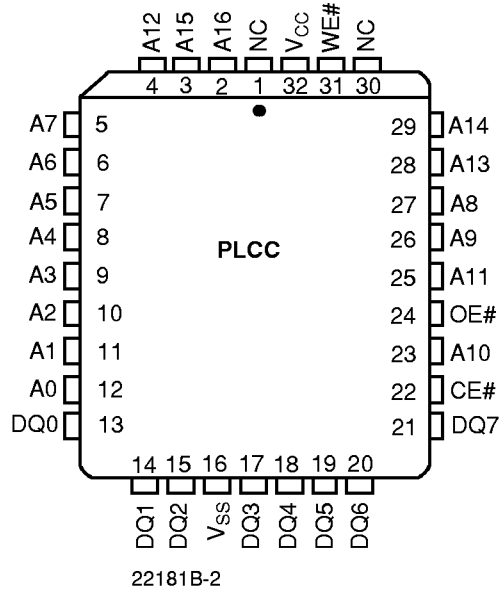 A12 A15 A16 NC VCC WE# NC
4 3 2 1 32 31 30
A7 5 29 A14
A6 6 28 A13
A5 7 27 A8
A4 8 26 A9
PLCC
A3 9 25 A11
A2 10 24 OE#
A1 11 23 A10
A0 12 22 CE#
DQ0 13 21 DQ7
14 15 16 17 18 19 20
DQ1 DQ2 VSS DQ3 DQ4 DQ5 DQ6
22181B-2